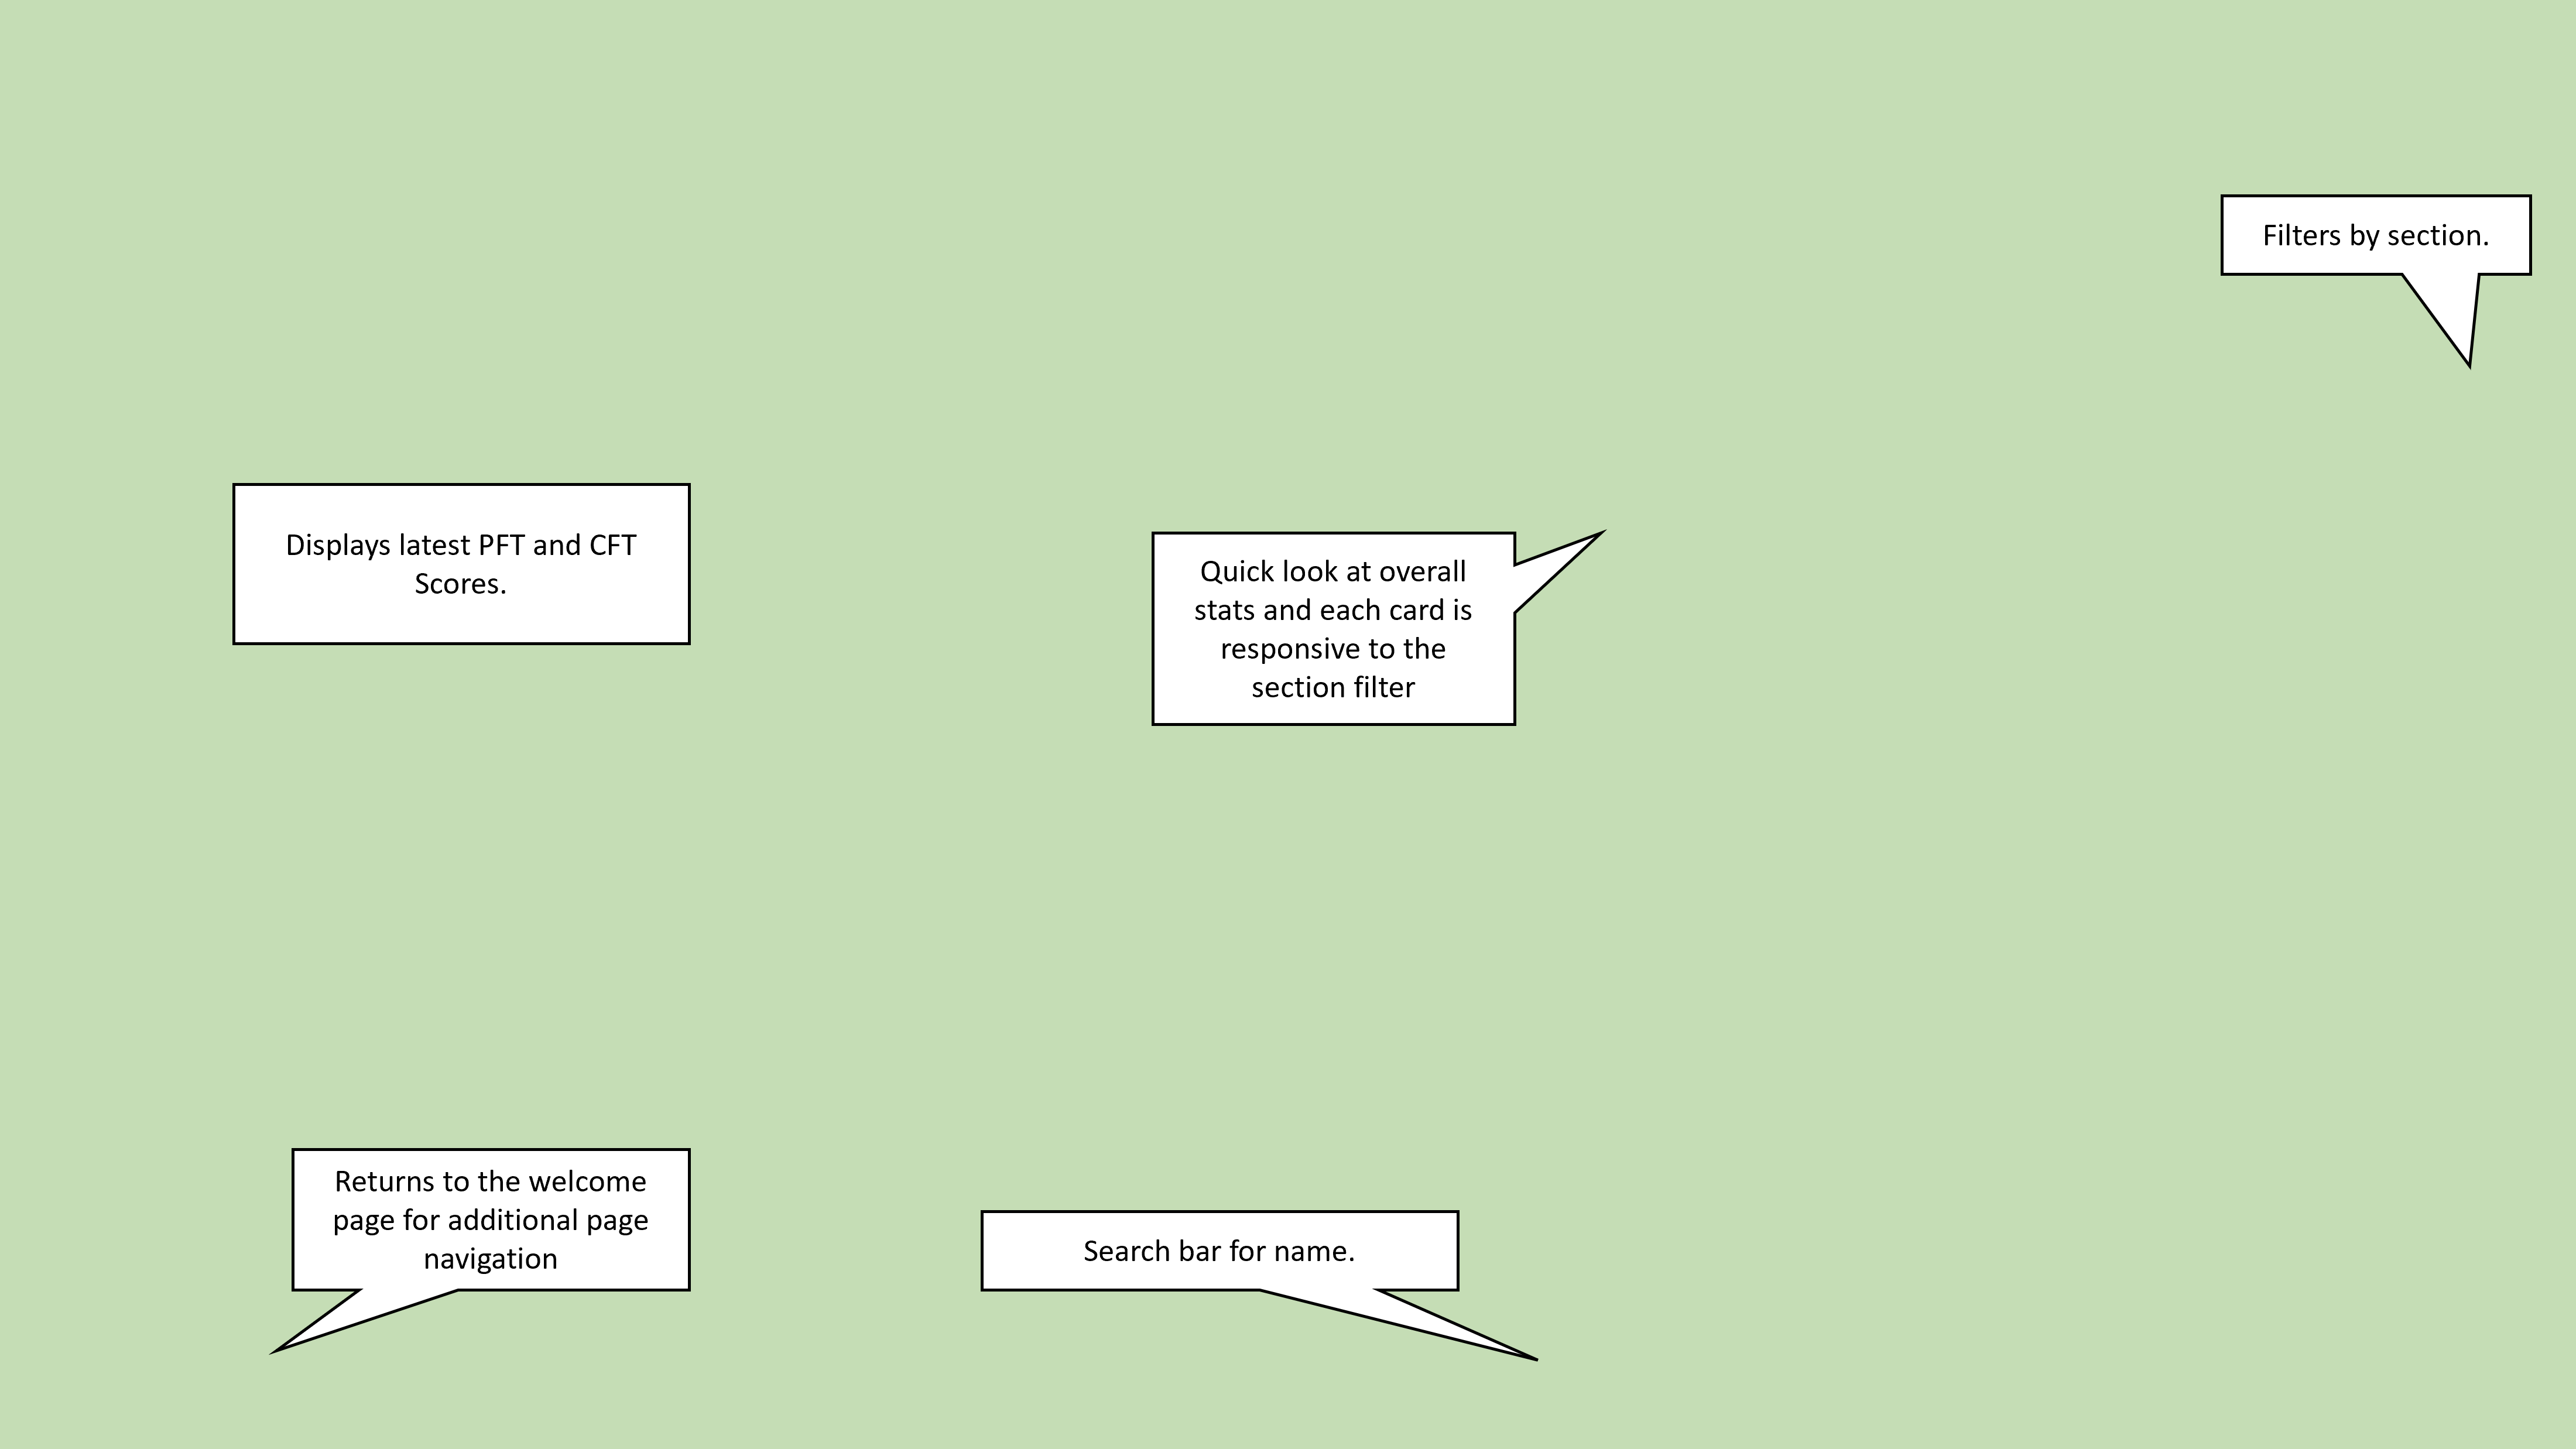 Filters by section.
Displays latest PFT and CFT
Scores.
Quick look at overall
stats and each card is
responsive to the
section filter
Returns to the welcome
page for additional page
navigation
Search bar for name.